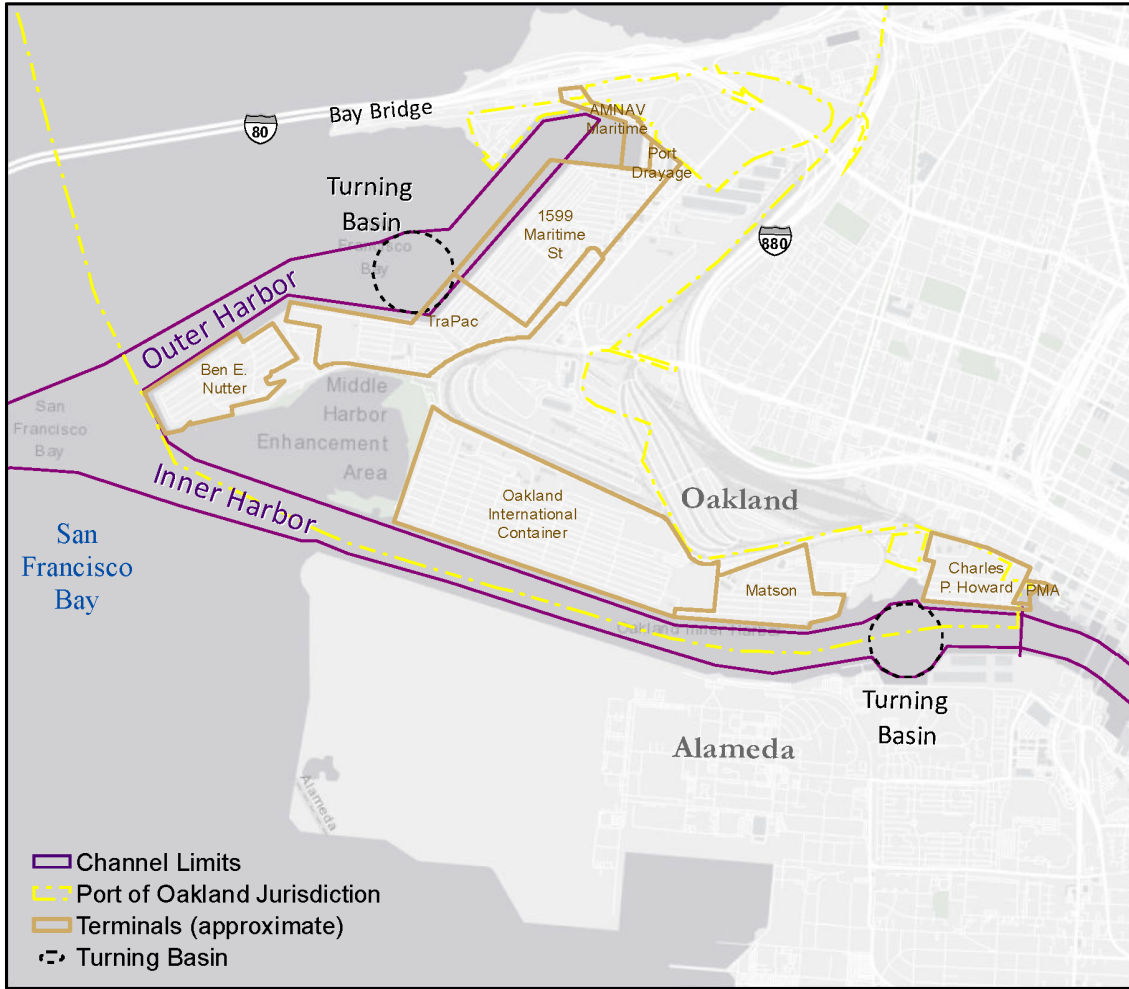 80
Bay Bridge
AMNAV
Maritime
Port
Drayage
Turning
Basin
Francisco
Bay
1599
Maritime
St
880
Outer Harbor
TraPac
Ben E.
Nutter
Middle
Harbor
Enhancement
Area
San
Francisco
Bay
Inner Harbor
Oakland
International
Container
Oakland
San
Francisco
Bay
Matson
Charles
P. Howard
PMA
Oakland Inner Harbor
Turning
Basin
Alameda
Alameda
Channel Limits
Port of Oakland Jurisdiction
Terminals (approximate)
Turning Basin